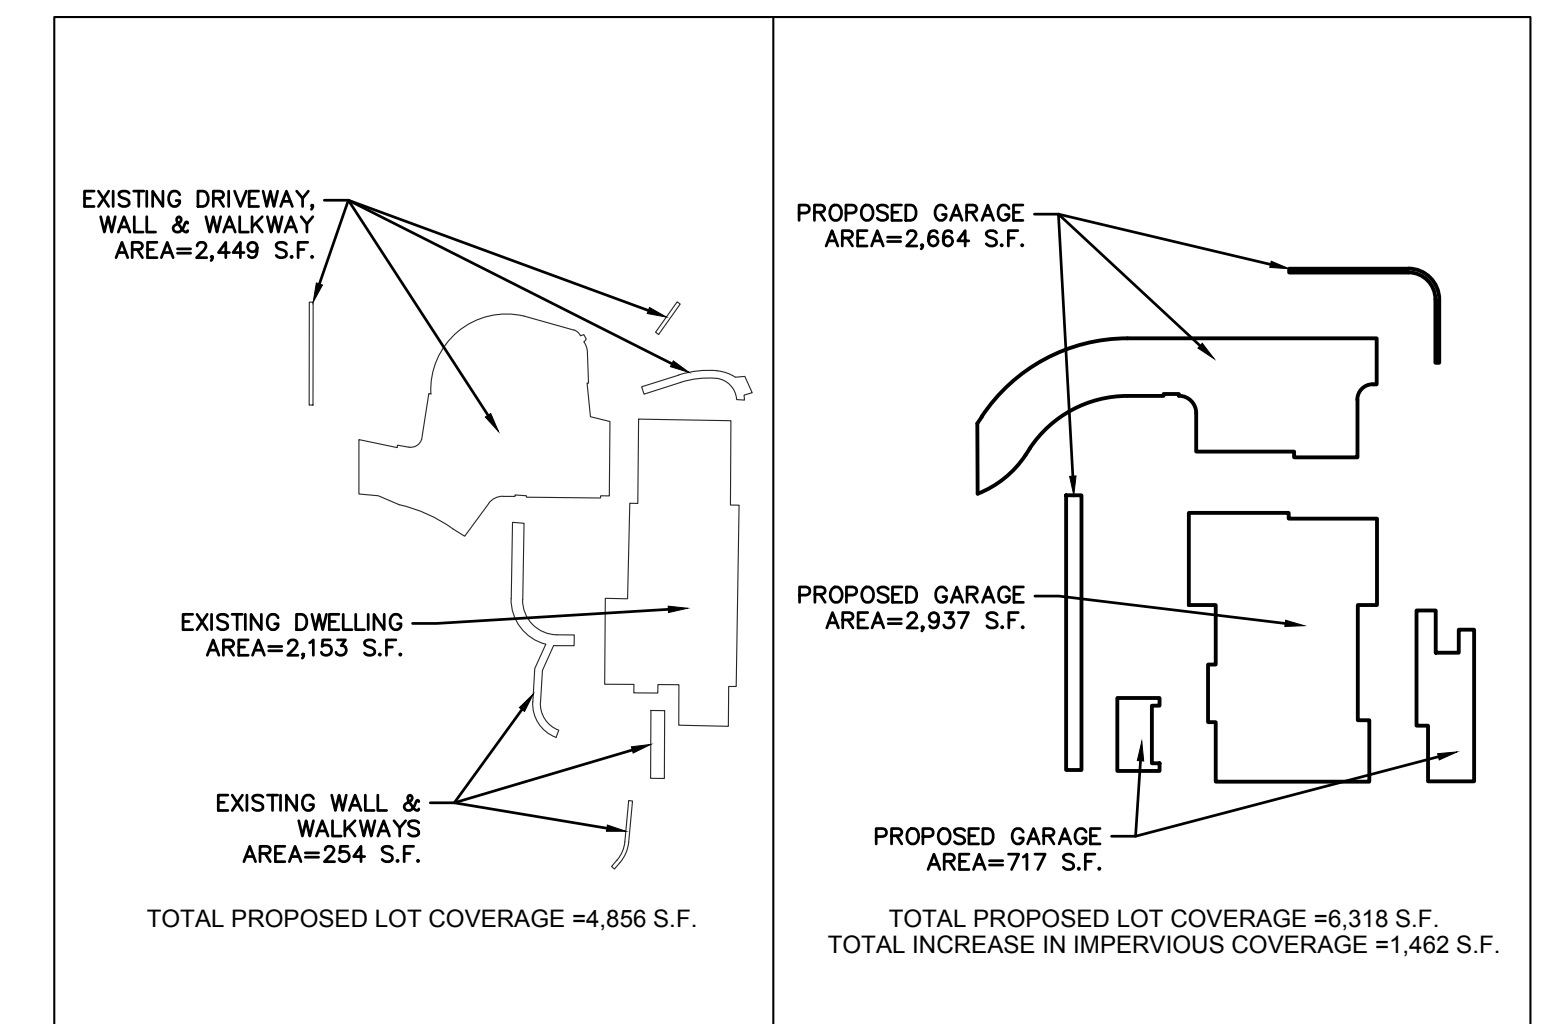 EXISTING DRIVEWAY,
WALL & WALKWAY
AREA=2,449 S.F.
EXISTING DWELLING
AREA=2,153 S.F.
EXISTING WALL &
WALKWAYS
AREA=254 S.F.
TOTAL PROPOSED LOT COVERAGE =4,856 S.F.
PROPOSED GARAGE
AREA=2,664 S.F.
PROPOSED GARAGE
AREA=2,937 S.F.
PROPOSED GARAGE
AREA=717 S.F.
TOTAL PROPOSED LOT COVERAGE =6,318 S.F.
TOTAL INCREASE IN IMPERVIOUS COVERAGE =1,462 S.F.